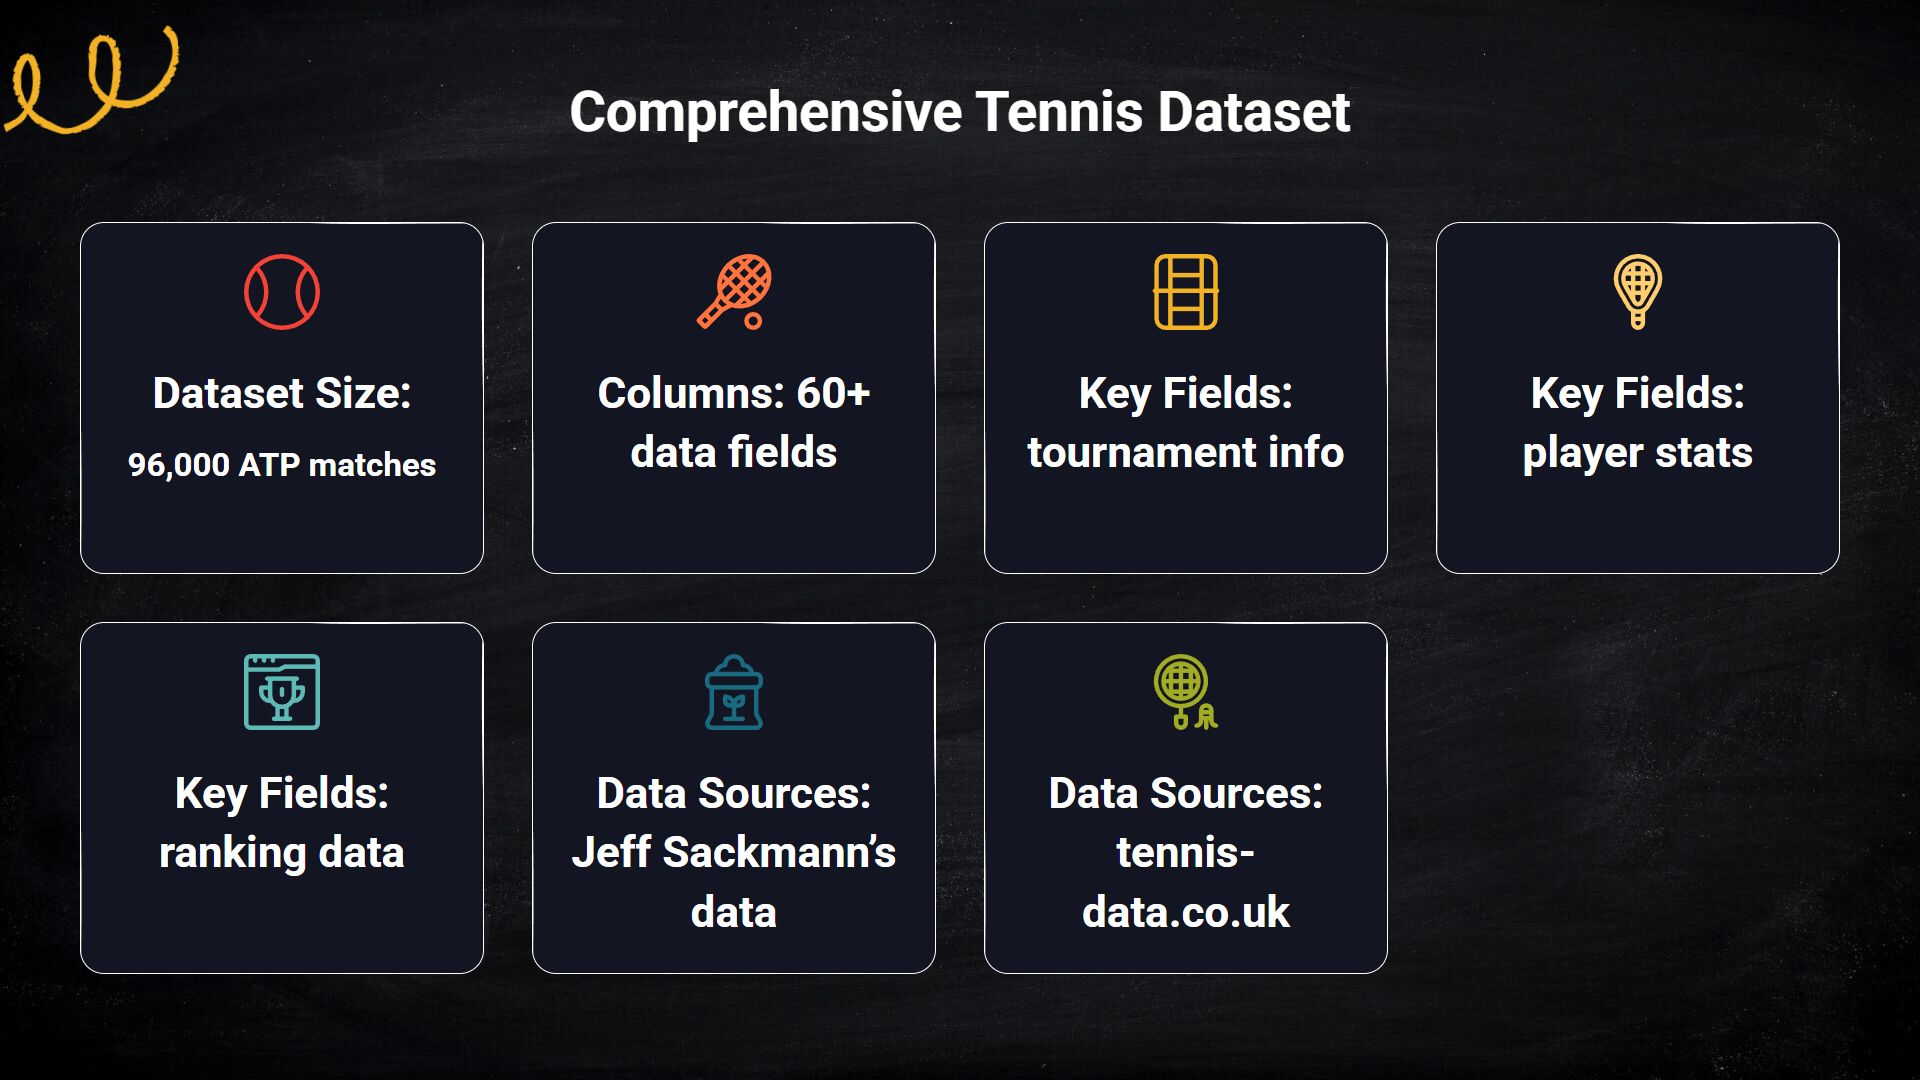 Comprehensive Tennis Dataset
Dataset Size:
96,000 ATP matches
Columns: 60+
data fields
Key Fields:
tournament info
Key Fields:
player stats
Key Fields:
ranking data
Data Sources:
Jeff Sackmann’s
data
Data Sources:
tennis-
data.co.uk